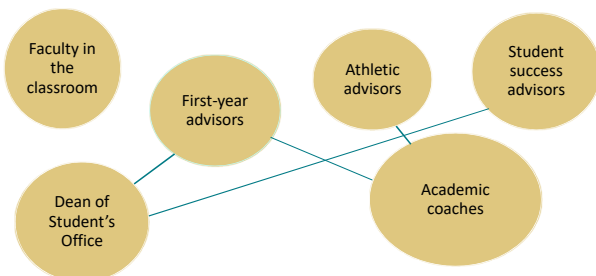 Faculty in
the
classroom
First-year
advisors
Athletic
advisors
Student
success
advisors
Dean of
Student's
Office
Academic
coaches